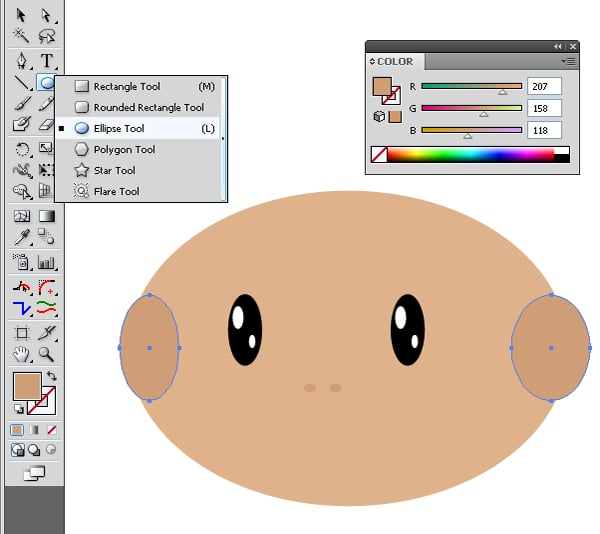 Rectangle Tool (M)
Rounded Rectangle Tool
Ellipse Tool (L)
Polygon Tool
Star Tool
Flare Tool
COLOR
R 207
G 158
B 118